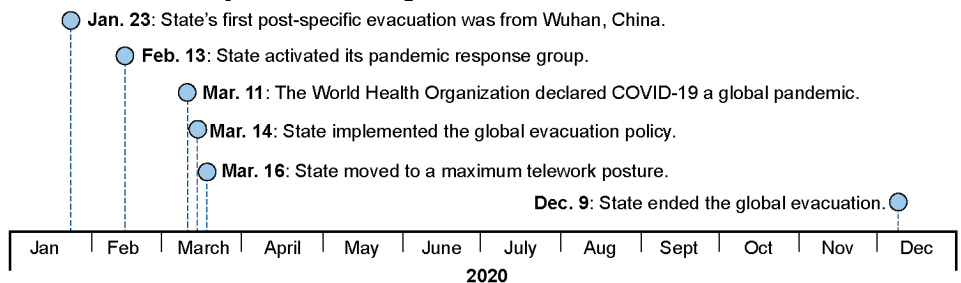 Jan. 23: State's first post-specific evacuation was from Wuhan, China.
Feb. 13: State activated its pandemic response group.
Mar. 11: The World Health Organization declared COVID-19 a global pandemic.
Mar. 14: State implemented the global evacuation policy.
Mar. 16: State moved to a maximum telework posture.
Dec. 9: State ended the global evacuation.
Jan Feb March April May June July Aug Sept Oct Nov Dec
2020